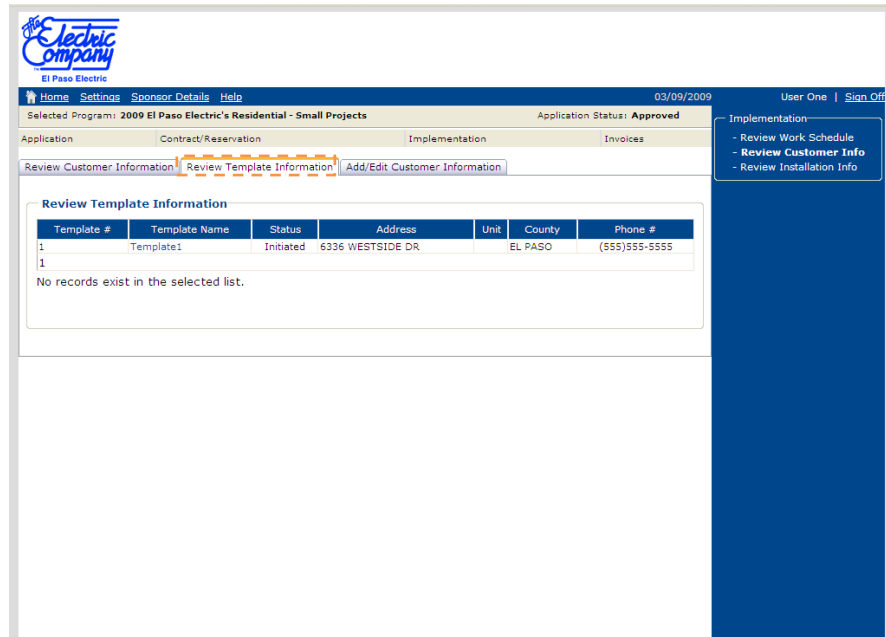 The
Electric
Company
™
El Paso Electric
Home Settings Sponsor Details Help 03/09/2009 User One | Sign Off
Selected Program: 2009 El Paso Electric's Residential - Small Projects Application Status: Approved
Application Contract/Reservation Implementation Invoices
Implementation
- Review Work Schedule
- Review Customer Info
- Review Installation Info
Review Customer Information Review Template Information Add/Edit Customer Information
Review Template Information
Template # Template Name Status Address Unit County Phone #
1 Template1 Initiated 6336 WESTSIDE DR EL PASO (555)555-5555
1
No records exist in the selected list.